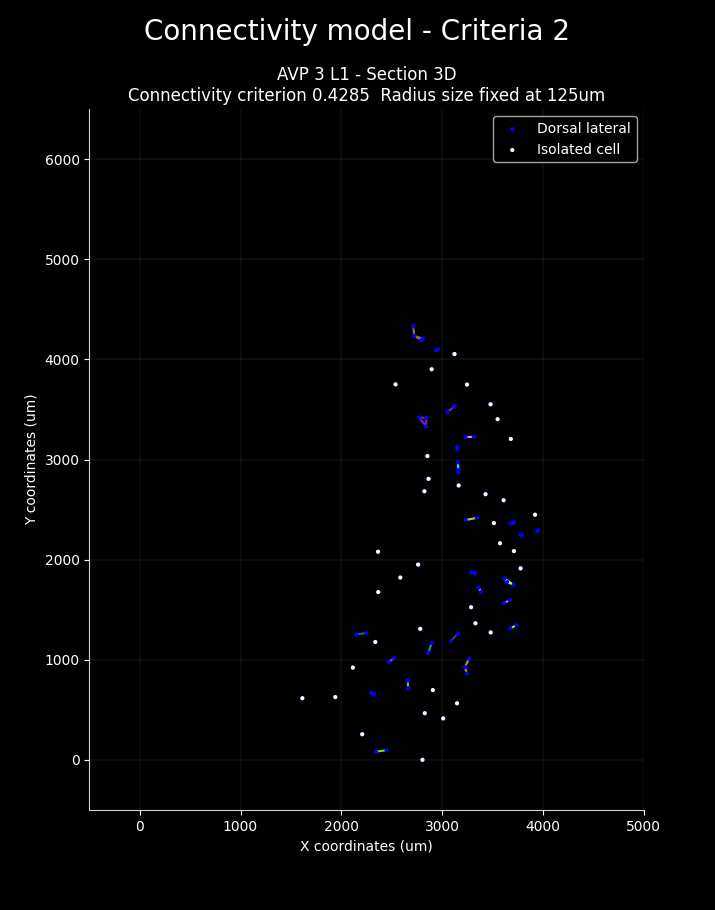 Connectivity model - Criteria 2
AVP 3 L1 - Section 3D
Connectivity criterion 0.4285  Radius size fixed at 125um
Dorsal lateral
Isolated cell
6000
5000
4000
3000
2000
1000
0
Y coordinates (um)
0 1000 2000 3000 4000 5000
X coordinates (um)